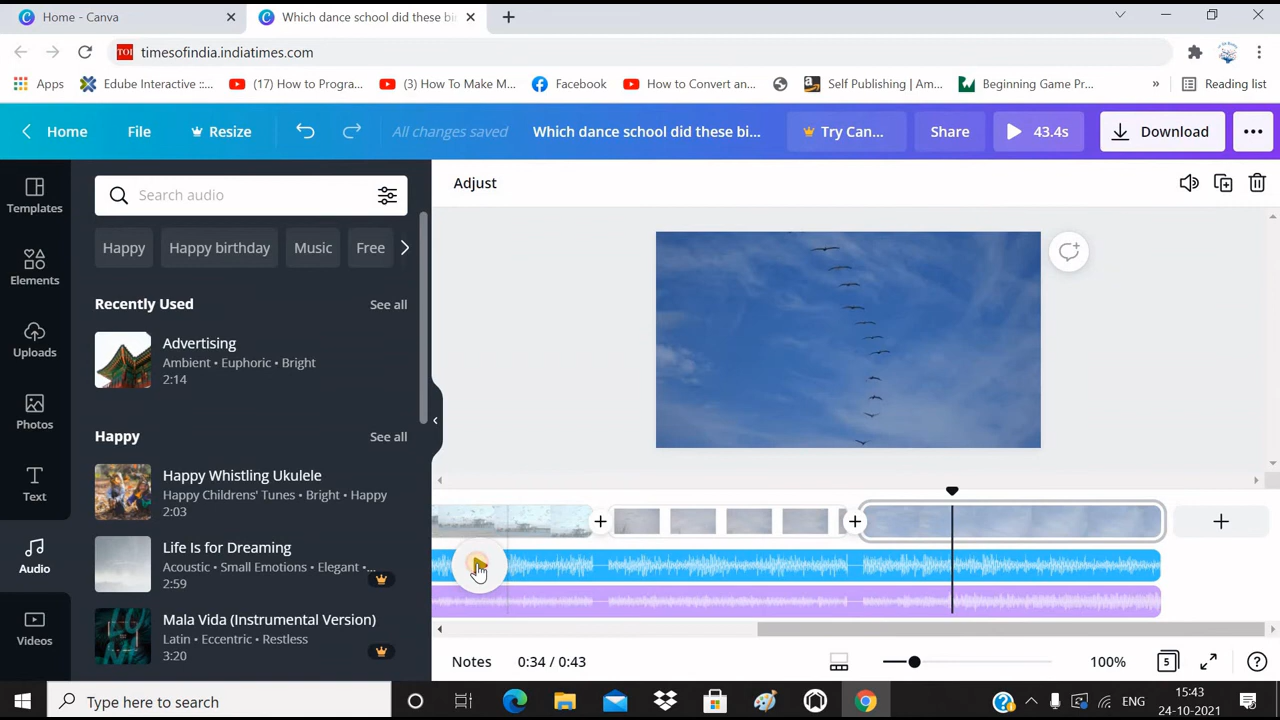 Home - Canva
Which dance school did these bi
timesofindia.indiatimes.com
Apps
Edube Interactive ::...
(17) How to Progra...
(3) How To Make M...
Facebook
How to Convert an...
Self Publishing | Am...
Beginning Game Pr...
»
Reading list
Home
File
Resize
All changes saved
Which dance school did these bi...
Try Can...
Share
43.4s
Download
Templates
Elements
Uploads
Photos
Text
Audio
Videos
Search audio
Happy
Happy birthday
Music
Free
Recently Used
See all
Advertising
Ambient • Euphoric • Bright
2:14
Happy
See all
Happy Whistling Ukulele
Happy Childrens' Tunes • Bright • Happy
2:03
Life Is for Dreaming
Acoustic • Small Emotions • Elegant •...
2:59
Mala Vida (Instrumental Version)
Latin • Eccentric • Restless
3:20
Adjust
Notes
0:34 / 0:43
100%
5
Type here to search
ENG
15:43
24-10-2021